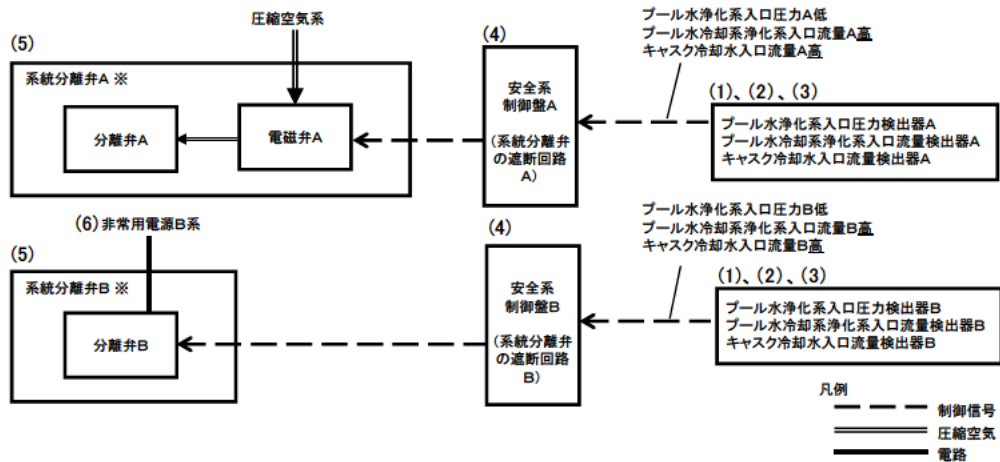 圧縮空気系
(5)
系統分離弁A ※
分離弁A
電磁弁A
(4)
安全系
制御盤A
(系統分離弁
の遮断回路
A)
プール水浄化系入口圧力A低
プール水冷却系浄化系入口流量A高
キャスク冷却水入口流量A高
(1)、(2)、(3)
プール水浄化系入口圧力検出器A
プール水冷却系浄化系入口流量検出器A
キャスク冷却水入口流量検出器A
(6)非常用電源B系
(5)
系統分離弁B ※
分離弁B
(4)
安全系
制御盤B
(系統分離弁
の遮断回路
B)
プール水浄化系入口圧力B低
プール水冷却系浄化系入口流量B高
キャスク冷却水入口流量B高
(1)、(2)、(3)
プール水浄化系入口圧力検出器B
プール水冷却系浄化系入口流量検出器B
キャスク冷却水入口流量検出器B
凡例
制御信号
圧縮空気
電路